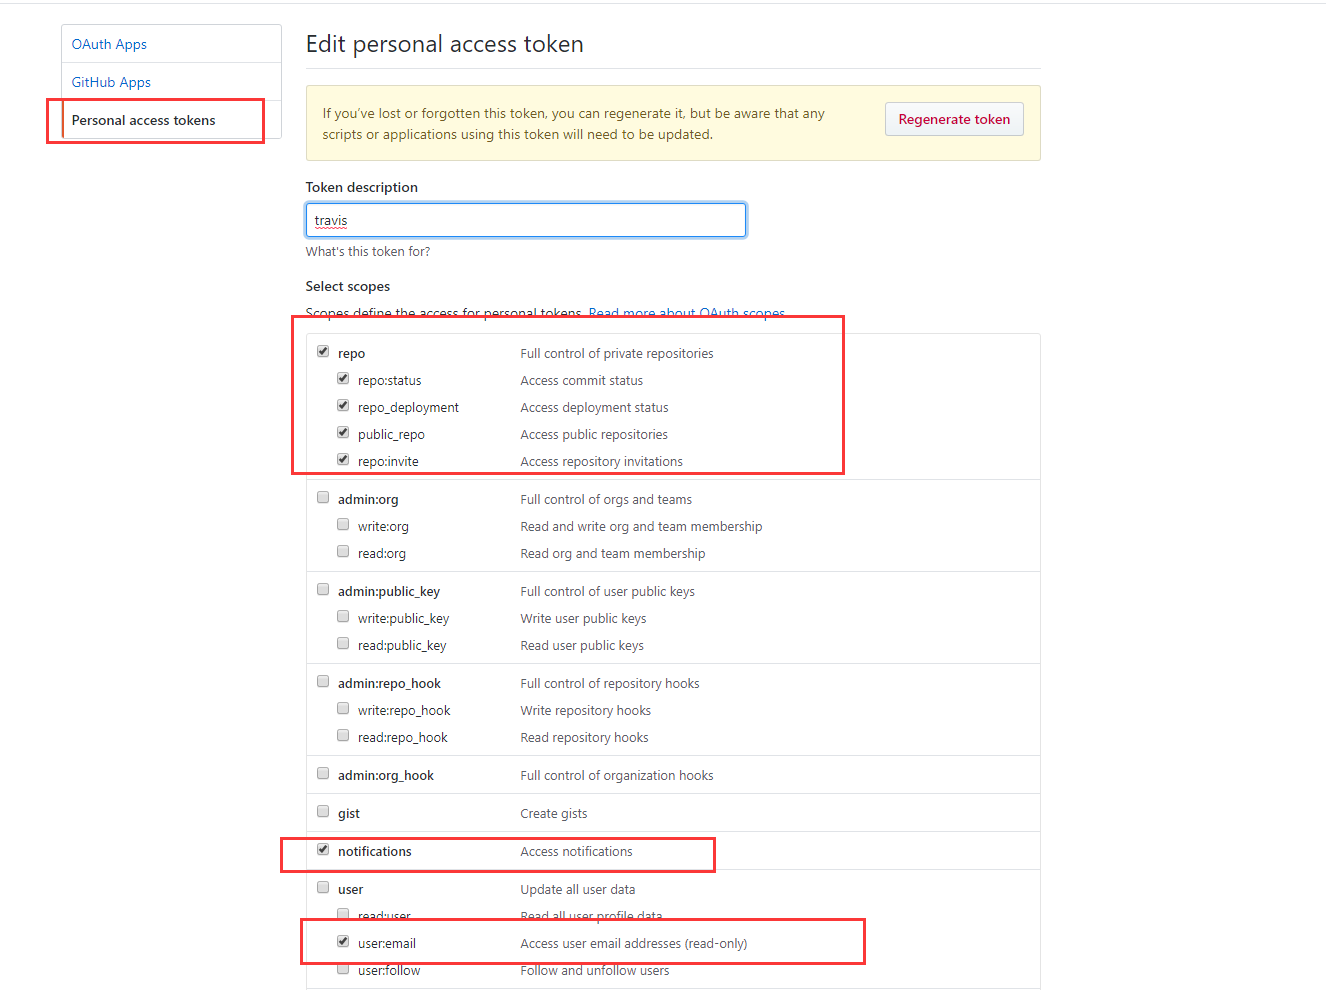 OAuth Apps
GitHub Apps
Personal access tokens
Edit personal access token
If you've lost or forgotten this token, you can regenerate it, but be aware that any
scripts or applications using this token will need to be updated.
Regenerate token
Token description
travis
What's this token for?
Select scopes
Scopes define the access for personal tokens. Read more about OAuth scopes.
repo Full control of private repositories
repo:status Access commit status
repo_deployment Access deployment status
public_repo Access public repositories
repo:invite Access repository invitations
admin:org Full control of orgs and teams
write:org Read and write org and team membership
read:org Read org and team membership
admin:public_key Full control of user public keys
write:public_key Write user public keys
read:public_key Read user public keys
admin:repo_hook Full control of repository hooks
write:repo_hook Write repository hooks
read:repo_hook Read repository hooks
admin:org_hook Full control of organization hooks
gist Create gists
notifications Access notifications
user Update all user data
read:user Read all user profile data
user:email Access user email addresses (read-only)
user:follow Follow and unfollow users